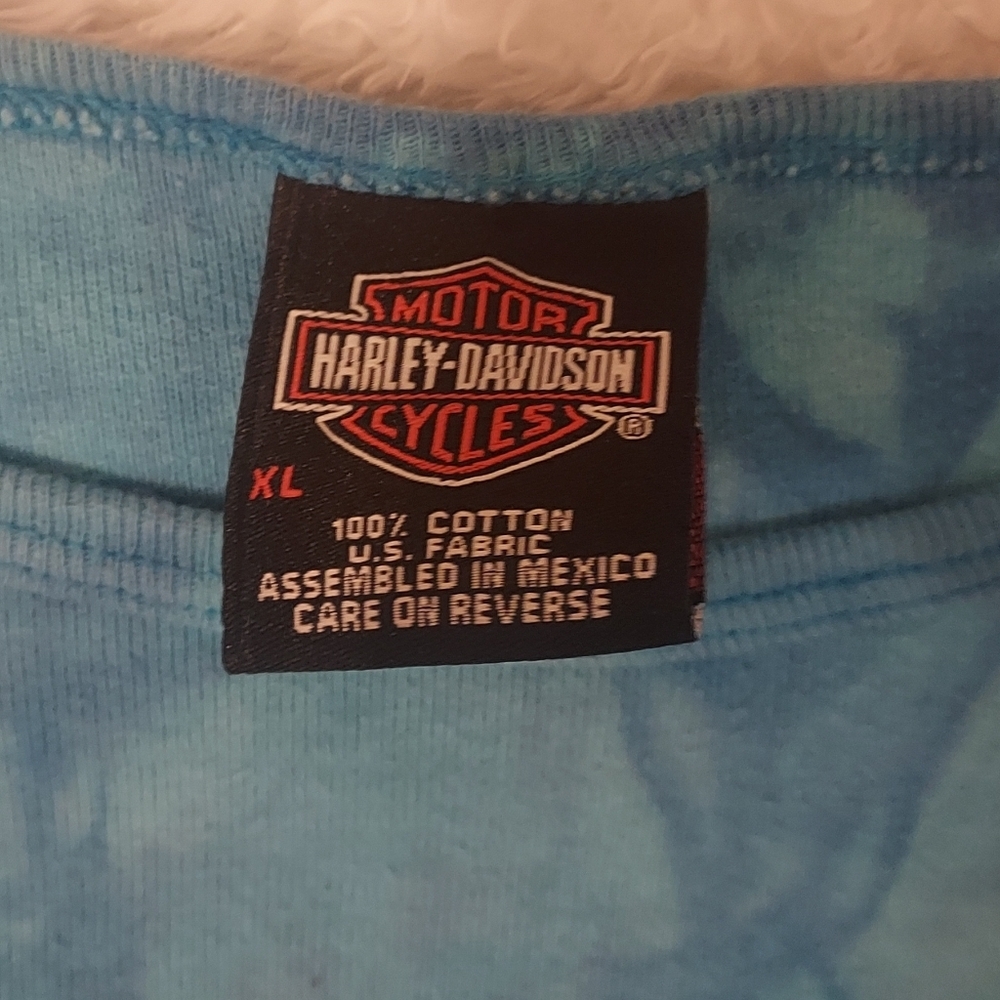 MOTOR
HARLEY-DAVIDSON
CYCLES
®
XL
100% COTTON
U.S. FABRIC
ASSEMBLED IN MEXICO
CARE ON REVERSE